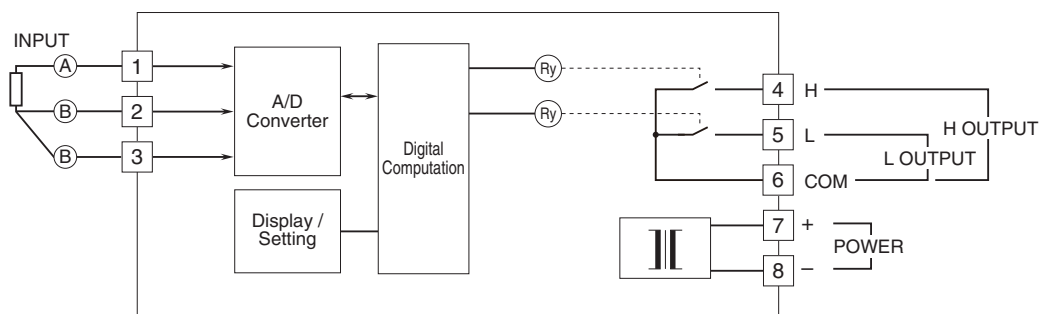 INPUT
A
B
B
1
2
3
A/D
Converter
Display /
Setting
Digital
Computation
Ry
Ry
4 H
5 L
6 COM
H OUTPUT
L OUTPUT
7 +
8 –
POWER